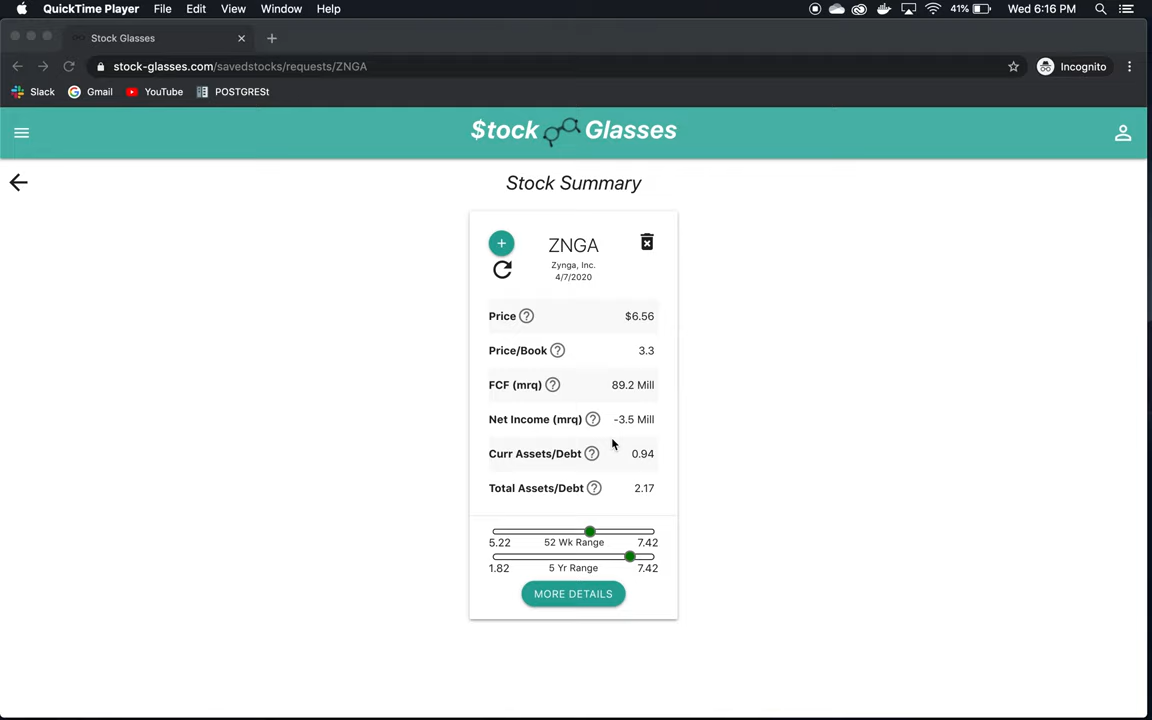 QuickTime Player File Edit View Window Help 41% Wed 6:16 PM
Stock Glasses
stock-glasses.com/savedstocks/requests/ZNGA Incognito
Slack Gmail YouTube POSTGRESt
$tock Glasses
Stock Summary
+ ZNGA
Zynga, Inc.
4/7/2020
Price ? $6.56
Price/Book ? 3.3
FCF (mrq) ? 89.2 Mill
Net Income (mrq) ? -3.5 Mill
Curr Assets/Debt ? 0.94
Total Assets/Debt ? 2.17
5.22 52 Wk Range 7.42
1.82 5 Yr Range 7.42
MORE DETAILS